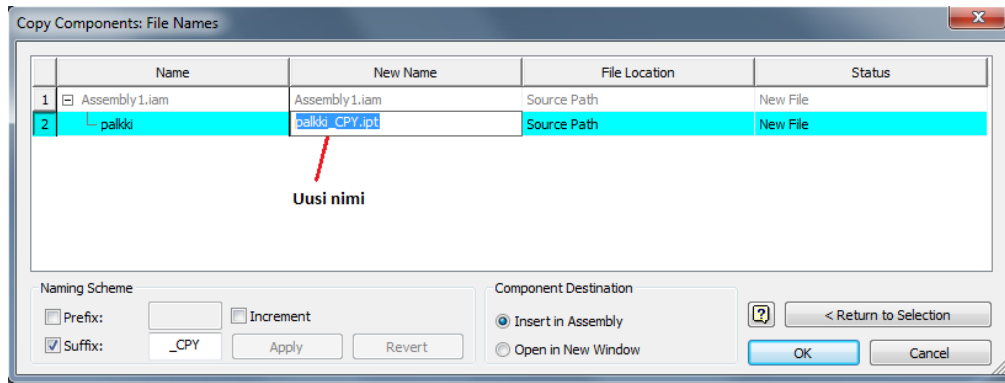 Copy Components: File Names
Name New Name File Location Status
1 Assembly1.iam Assembly1.iam Source Path New File
2 palkki palkki_CPY.ipt Source Path New File
Uusi nimi
Naming Scheme
Prefix: Increment
Suffix: _CPY Apply Revert
Component Destination
Insert in Assembly
Open in New Window
? < Return to Selection
OK Cancel